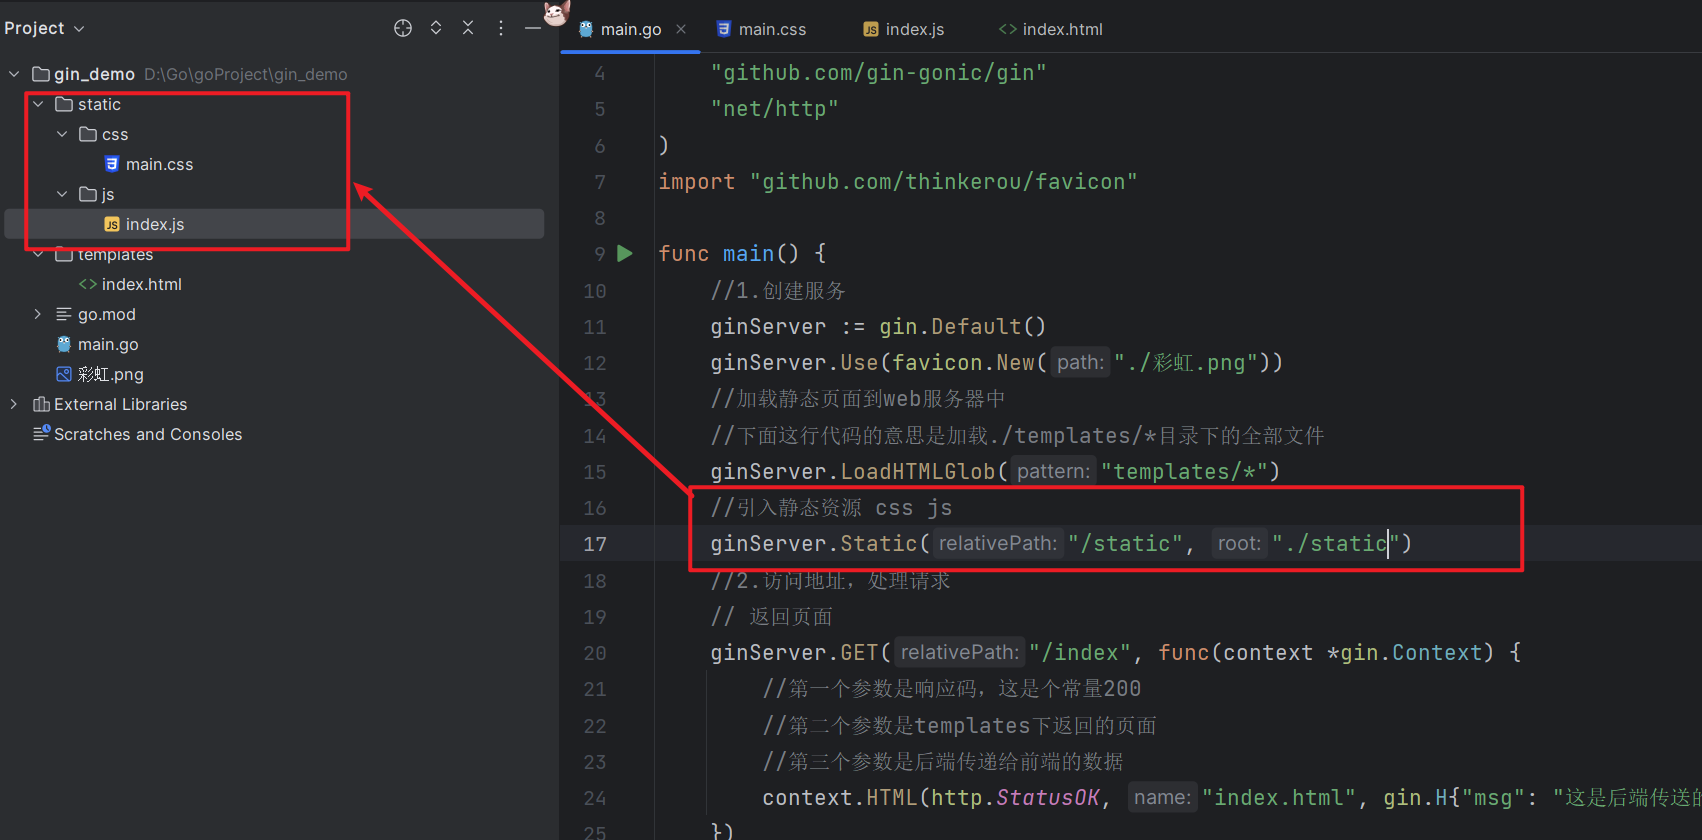 Project
gin_demo D:\Go\goProject\gin_demo
static
css
main.css
js
index.js
templates
index.html
go.mod
main.go
彩虹.png
External Libraries
Scratches and Consoles
main.go main.css index.js index.html
4 "github.com/gin-gonic/gin"
5 "net/http"
6 )
7 import "github.com/thinkerou/favicon"
8
9 func main() {
10 //1.创建服务
11 ginServer := gin.Default()
12 ginServer.Use(favicon.New( path: "./彩虹.png"))
13 //加载静态页面到web服务器中
14 //下面这行代码的意思是加载./templates/*目录下的全部文件
15 ginServer.LoadHTMLGlob( pattern: "templates/*")
16 //引入静态资源 css js
17 ginServer.Static( relativePath: "/static", root: "./static")
18 //2.访问地址，处理请求
19 // 返回页面
20 ginServer.GET( relativePath: "/index", func(context *gin.Context) {
21 //第一个参数是响应码，这是个常量200
22 //第二个参数是templates下返回的页面
23 //第三个参数是后端传递给前端的数据
24 context.HTML(http.StatusOK, name: "index.html", gin.H{"msg": "这是后端传送的
25 })